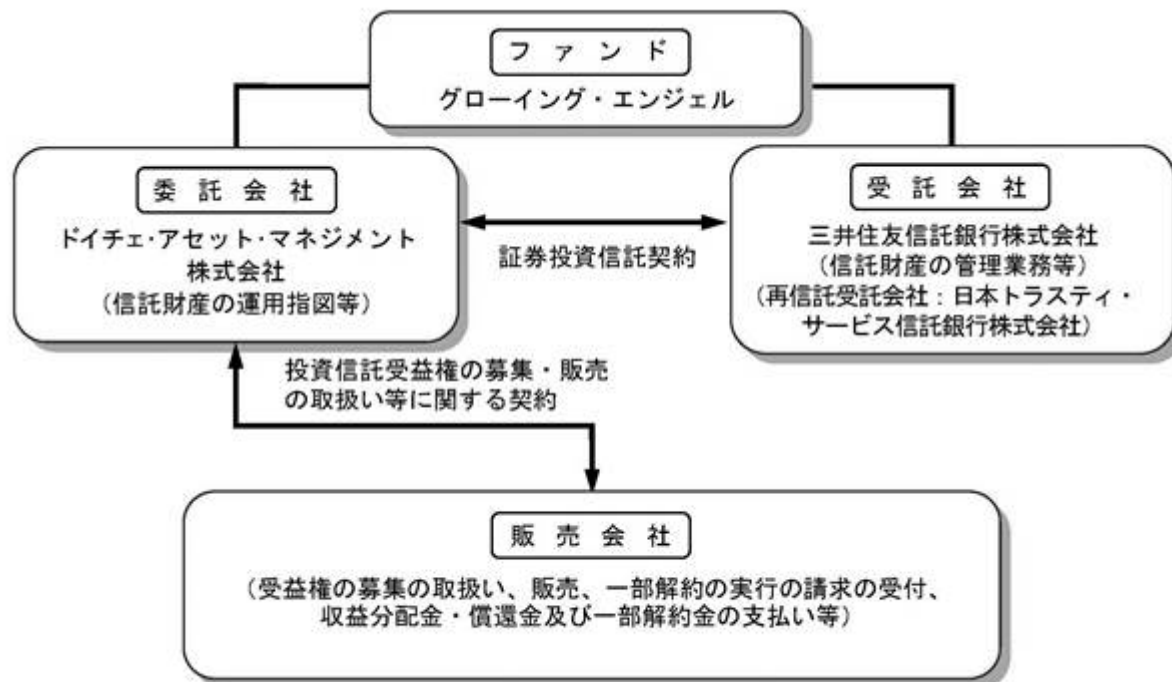 ファンド
グローイング・エンジェル
委託会社
ドイチェ・アセット・マネジメント
株式会社
(信託財産の運用指図等)
証券投資信託契約
受託会社
三井住友信託銀行株式会社
(信託財産の管理業務等)
(再信託受託会社:日本トラスティ・
サービス信託銀行株式会社)
投資信託受益権の募集・販売
の取扱い等に関する契約
販売会社
(受益権の募集の取扱い、販売、一部解約の実行の請求の受付、
収益分配金・償還金及び一部解約金の支払い等)